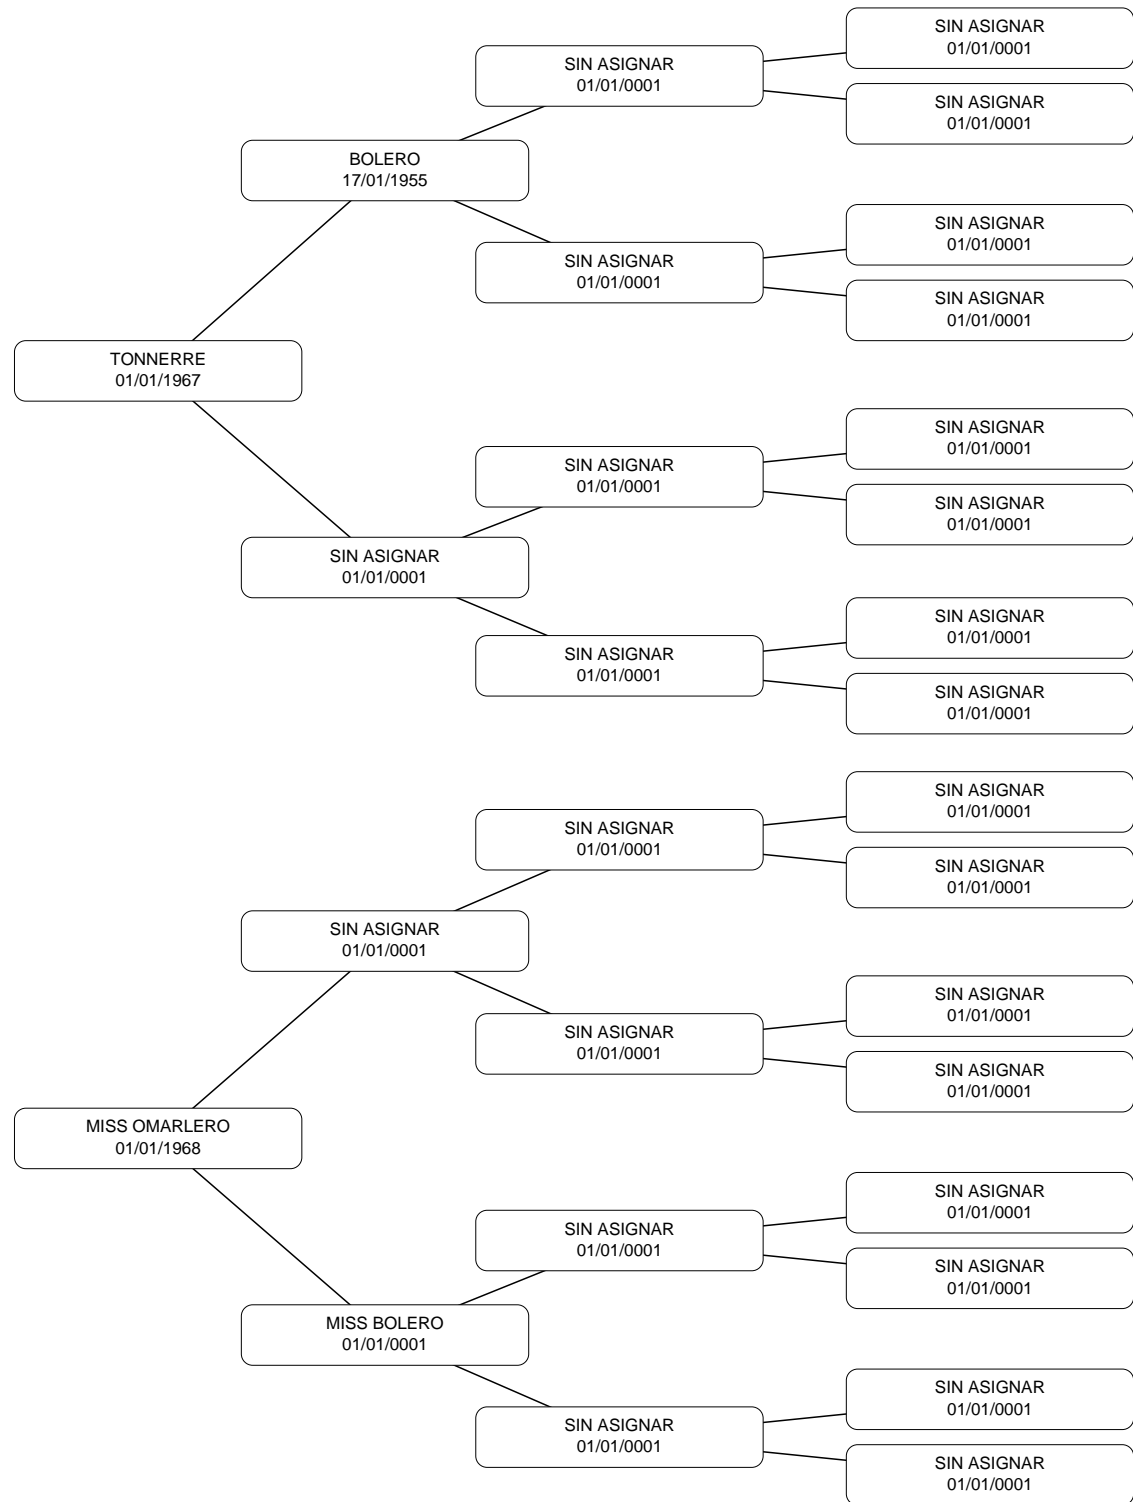 SIN ASIGNAR
01/01/0001
SIN ASIGNAR
01/01/0001
SIN ASIGNAR
01/01/0001
BOLERO
17/01/1955
SIN ASIGNAR
01/01/0001
SIN ASIGNAR
01/01/0001
SIN ASIGNAR
01/01/0001
TONNERRE
01/01/1967
SIN ASIGNAR
01/01/0001
SIN ASIGNAR
01/01/0001
SIN ASIGNAR
01/01/0001
SIN ASIGNAR
01/01/0001
SIN ASIGNAR
01/01/0001
SIN ASIGNAR
01/01/0001
SIN ASIGNAR
01/01/0001
SIN ASIGNAR
01/01/0001
SIN ASIGNAR
01/01/0001
SIN ASIGNAR
01/01/0001
SIN ASIGNAR
01/01/0001
SIN ASIGNAR
01/01/0001
SIN ASIGNAR
01/01/0001
SIN ASIGNAR
01/01/0001
MISS OMARLERO
01/01/1968
SIN ASIGNAR
01/01/0001
SIN ASIGNAR
01/01/0001
SIN ASIGNAR
01/01/0001
MISS BOLERO
01/01/0001
SIN ASIGNAR
01/01/0001
SIN ASIGNAR
01/01/0001
SIN ASIGNAR
01/01/0001